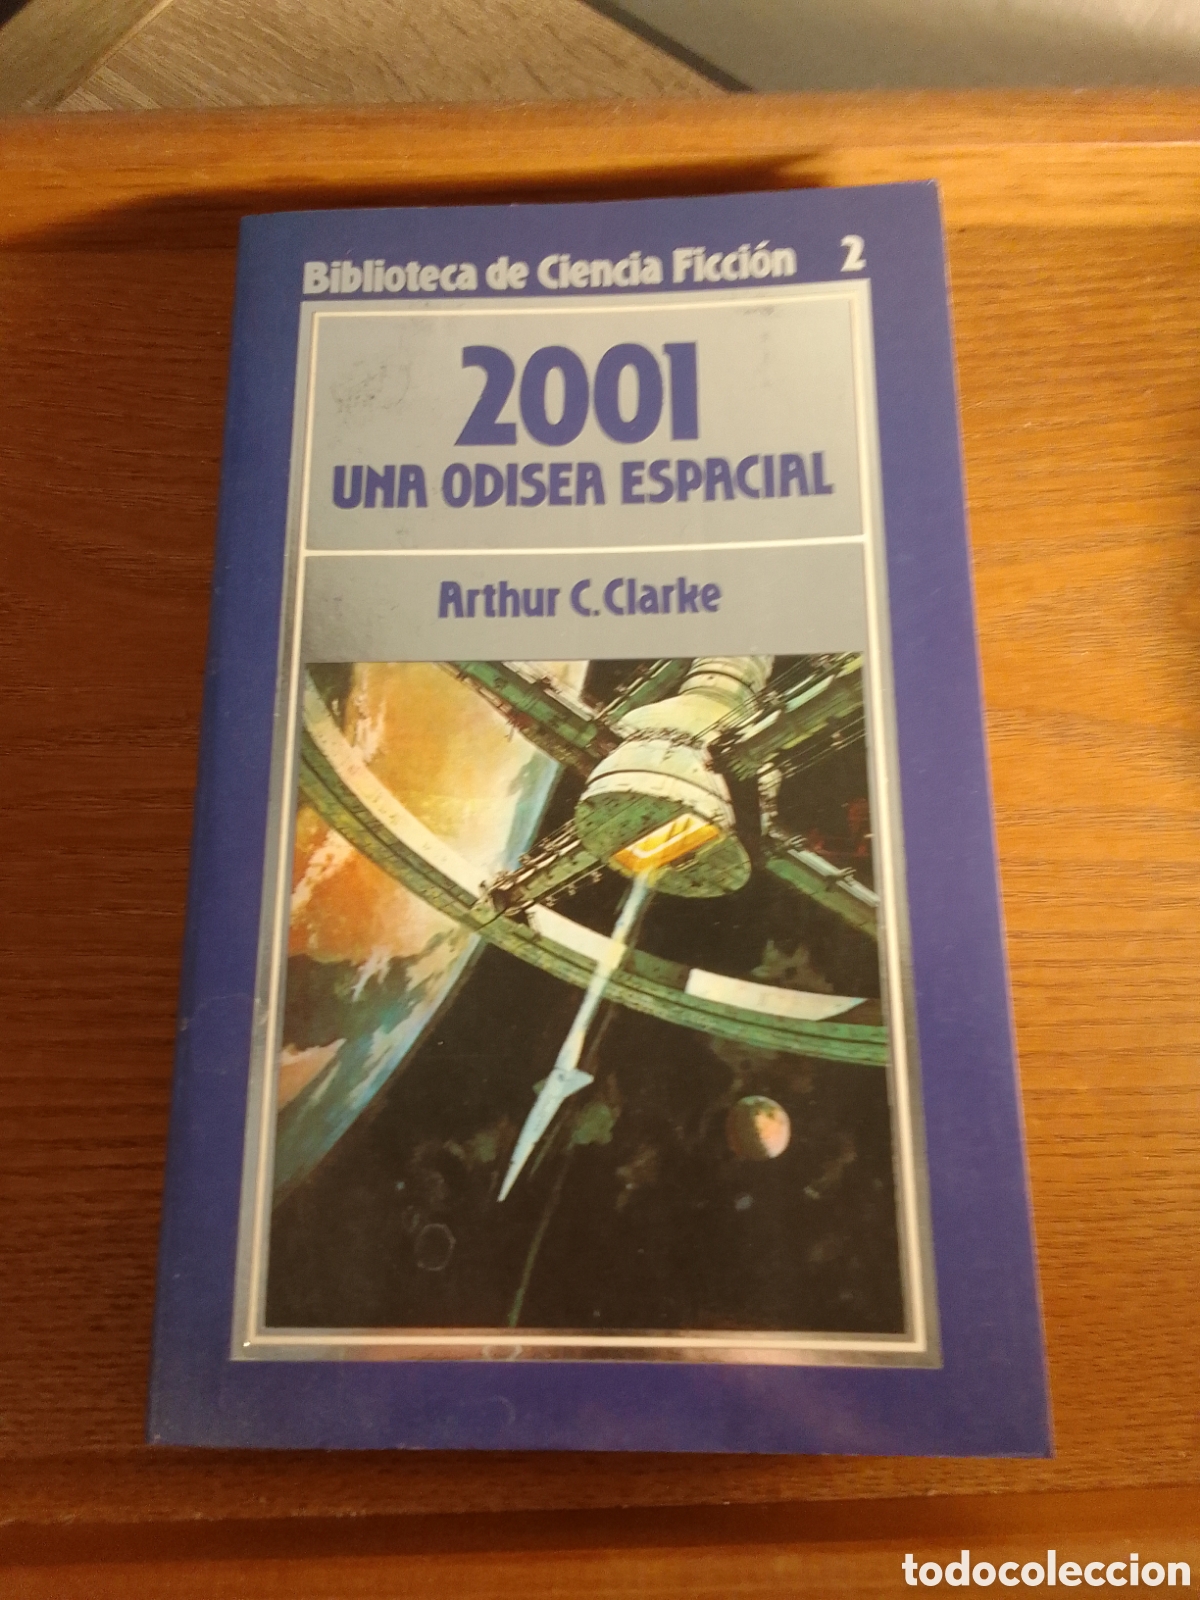 Biblioteca de Ciencia Ficción 2
2001
UNA ODISEA ESPACIAL
Arthur C. Clarke
todocoleccion